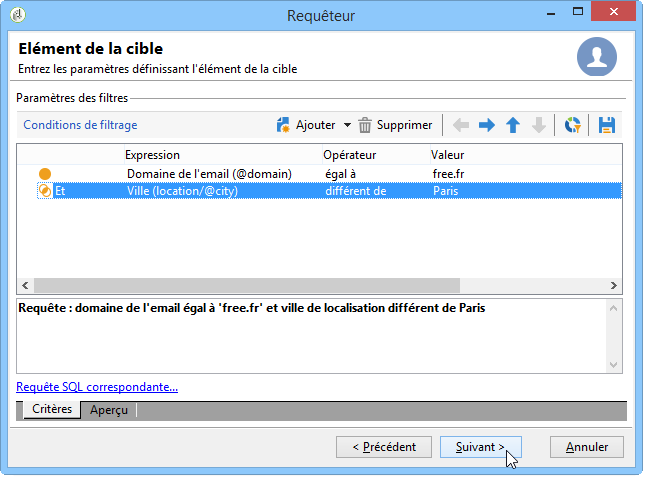 Requêteur
Elément de la cible
Entrez les paramètres définissant l'élément de la cible
Paramètres des filtres
Conditions de filtrage Ajouter Supprimer
Expression Opérateur Valeur
Domaine de l'email (@domain) égal à free.fr
Et Ville (location/@city) différent de Paris
Requête : domaine de l'email égal à 'free.fr' et ville de localisation différent de Paris
Requête SQL correspondante...
Critères Aperçu
< Précédent Suivant > Annuler